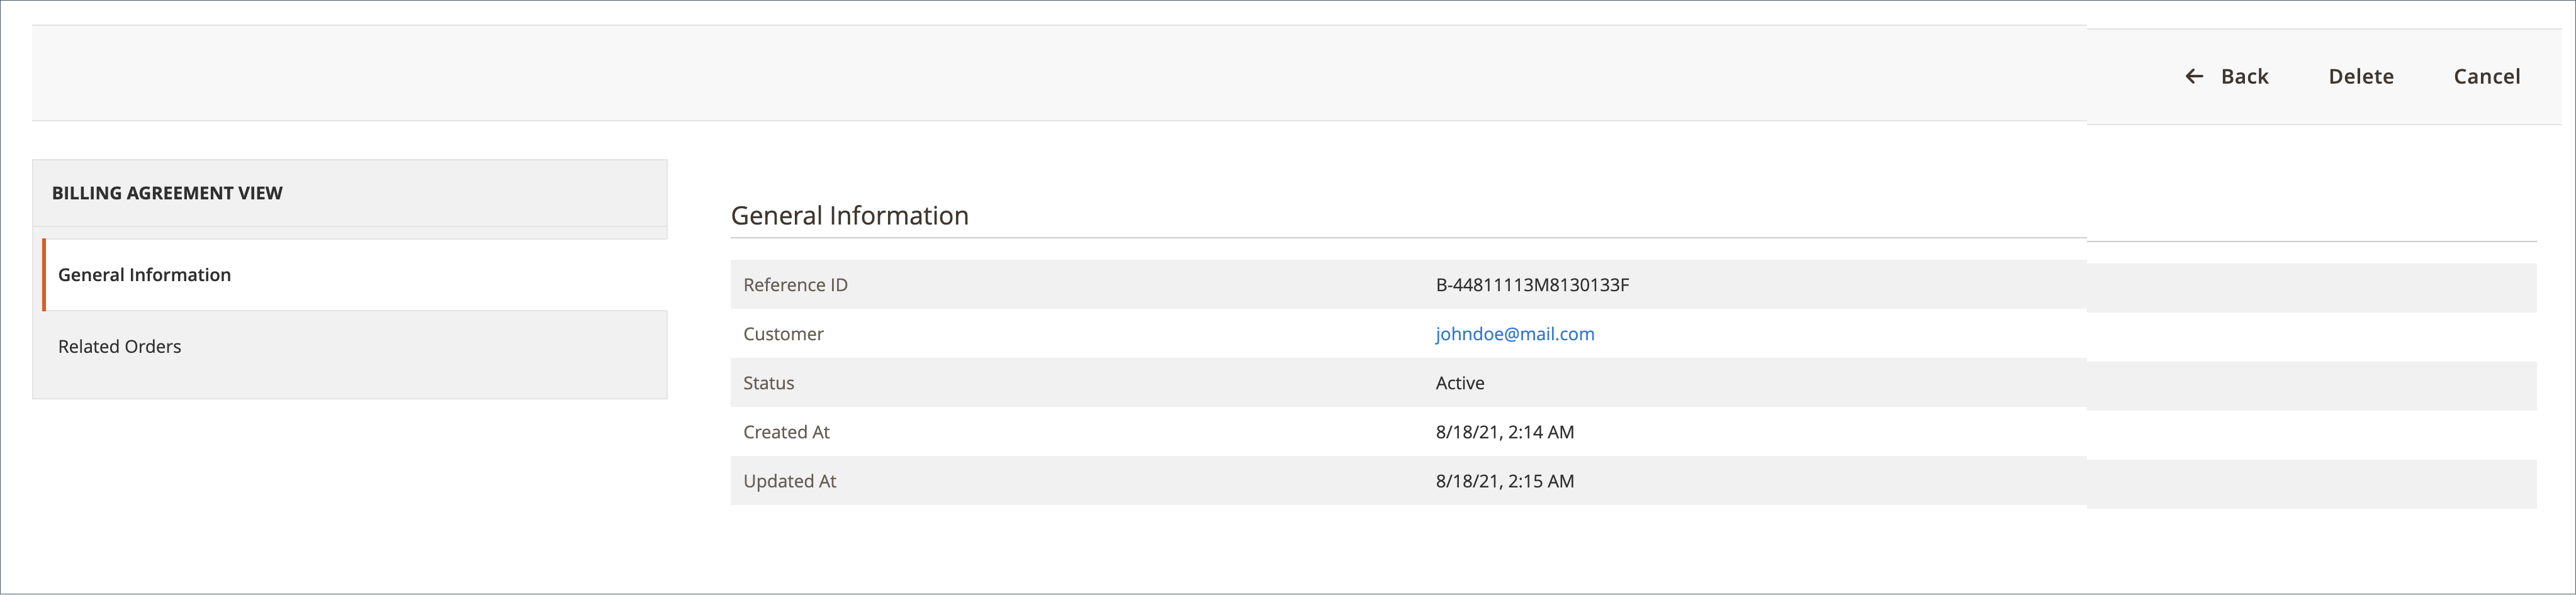 Back Delete Cancel
BILLING AGREEMENT VIEW
General Information
Related Orders
General Information
Reference ID B-44811113M8130133F
Customer johndoe@mail.com
Status Active
Created At 8/18/21, 2:14 AM
Updated At 8/18/21, 2:15 AM